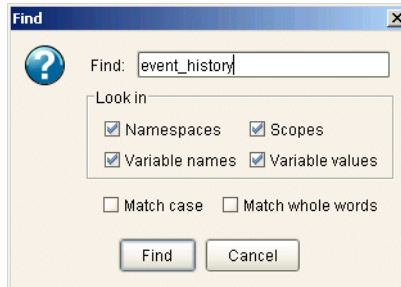 Find
Find: event_history
Look in
Namespaces Scopes
Variable names Variable values
Match case Match whole words
Find Cancel